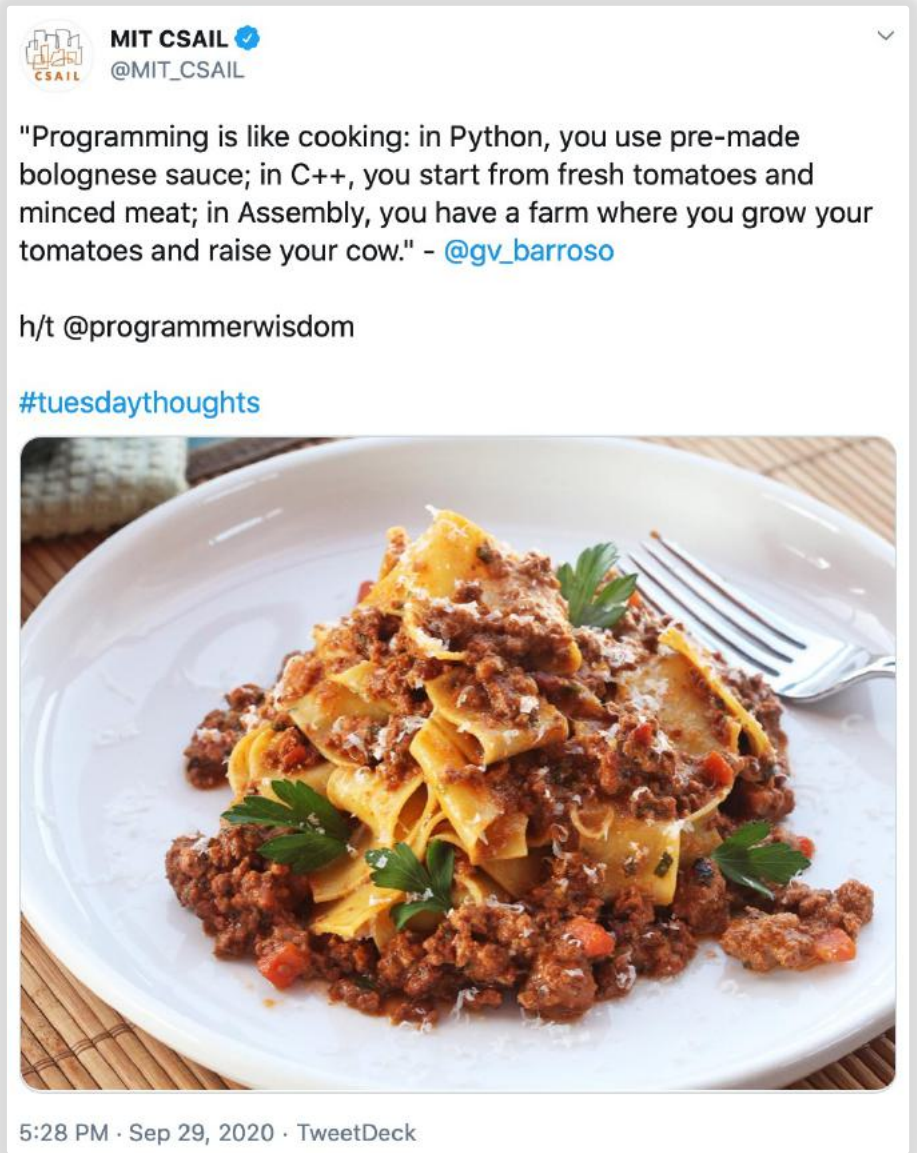 MIT CSAIL
CSAIL
@MIT_CSAIL
"Programming is like cooking: in Python, you use pre-made
bolognese sauce; in C++, you start from fresh tomatoes and
minced meat; in Assembly, you have a farm where you grow your
tomatoes and raise your cow." - @gv_barroso
h/t @programmerwisdom
#tuesdaythoughts
5:28 PM · Sep 29, 2020 · TweetDeck